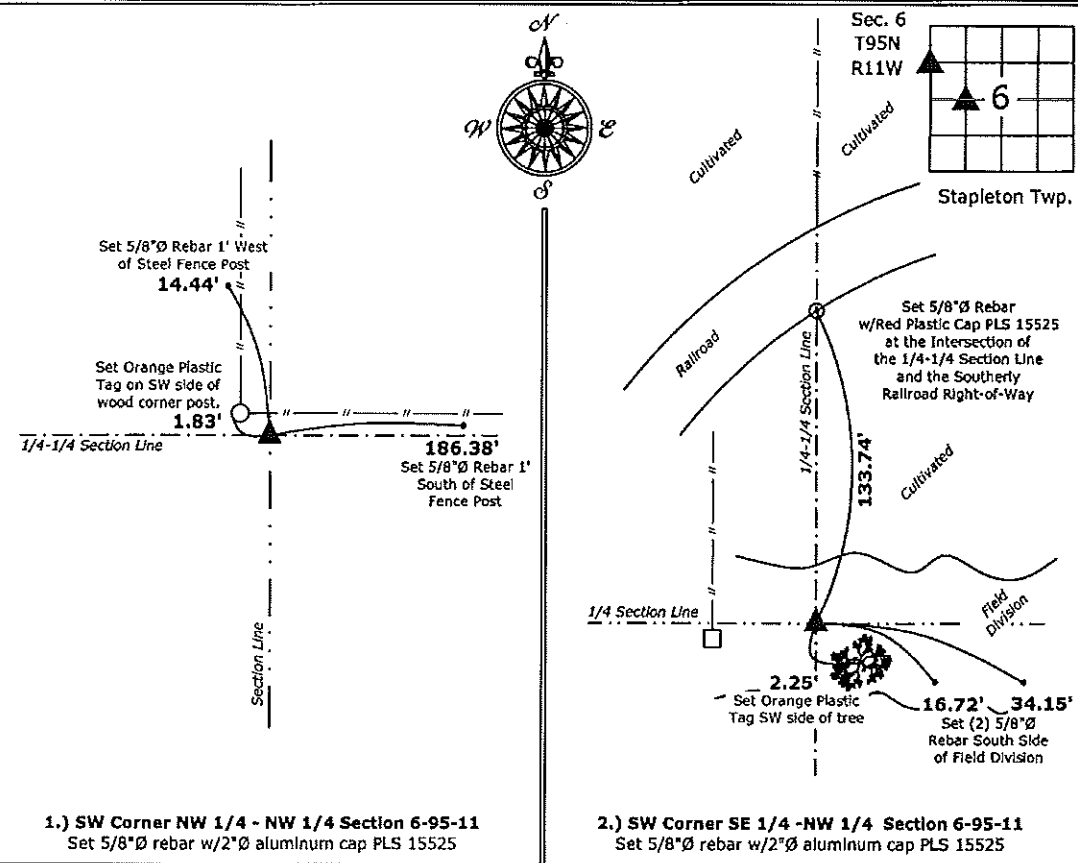 N
W
E
S
Sec. 6
T95N
R11W
6
Stapleton Twp.
Set 5/8"Ø Rebar 1' West
of Steel Fence Post
14.44'
Set Orange Plastic
Tag on SW side of
wood corner post.
1.83'
1/4-1/4 Section Line
186.38'
Set 5/8"Ø Rebar 1'
South of Steel
Fence Post
Section Line
1.) SW Corner NW 1/4 - NW 1/4 Section 6-95-11
Set 5/8"Ø rebar w/2"Ø aluminum cap PLS 15525
Cultivated
Cultivated
Railroad
Set 5/8"Ø Rebar
w/Red Plastic Cap PLS 15525
at the Intersection of
the 1/4-1/4 Section Line
and the Southerly
Railroad Right-of-Way
1/4-1/4 Section Line
133.74'
Cultivated
1/4 Section Line
Field
Division
2.25'
Set Orange Plastic
Tag SW side of tree
16.72' 34.15'
Set (2) 5/8"Ø
Rebar South Side
of Field Division
2.) SW Corner SE 1/4 -NW 1/4 Section 6-95-11
Set 5/8"Ø rebar w/2"Ø aluminum cap PLS 15525